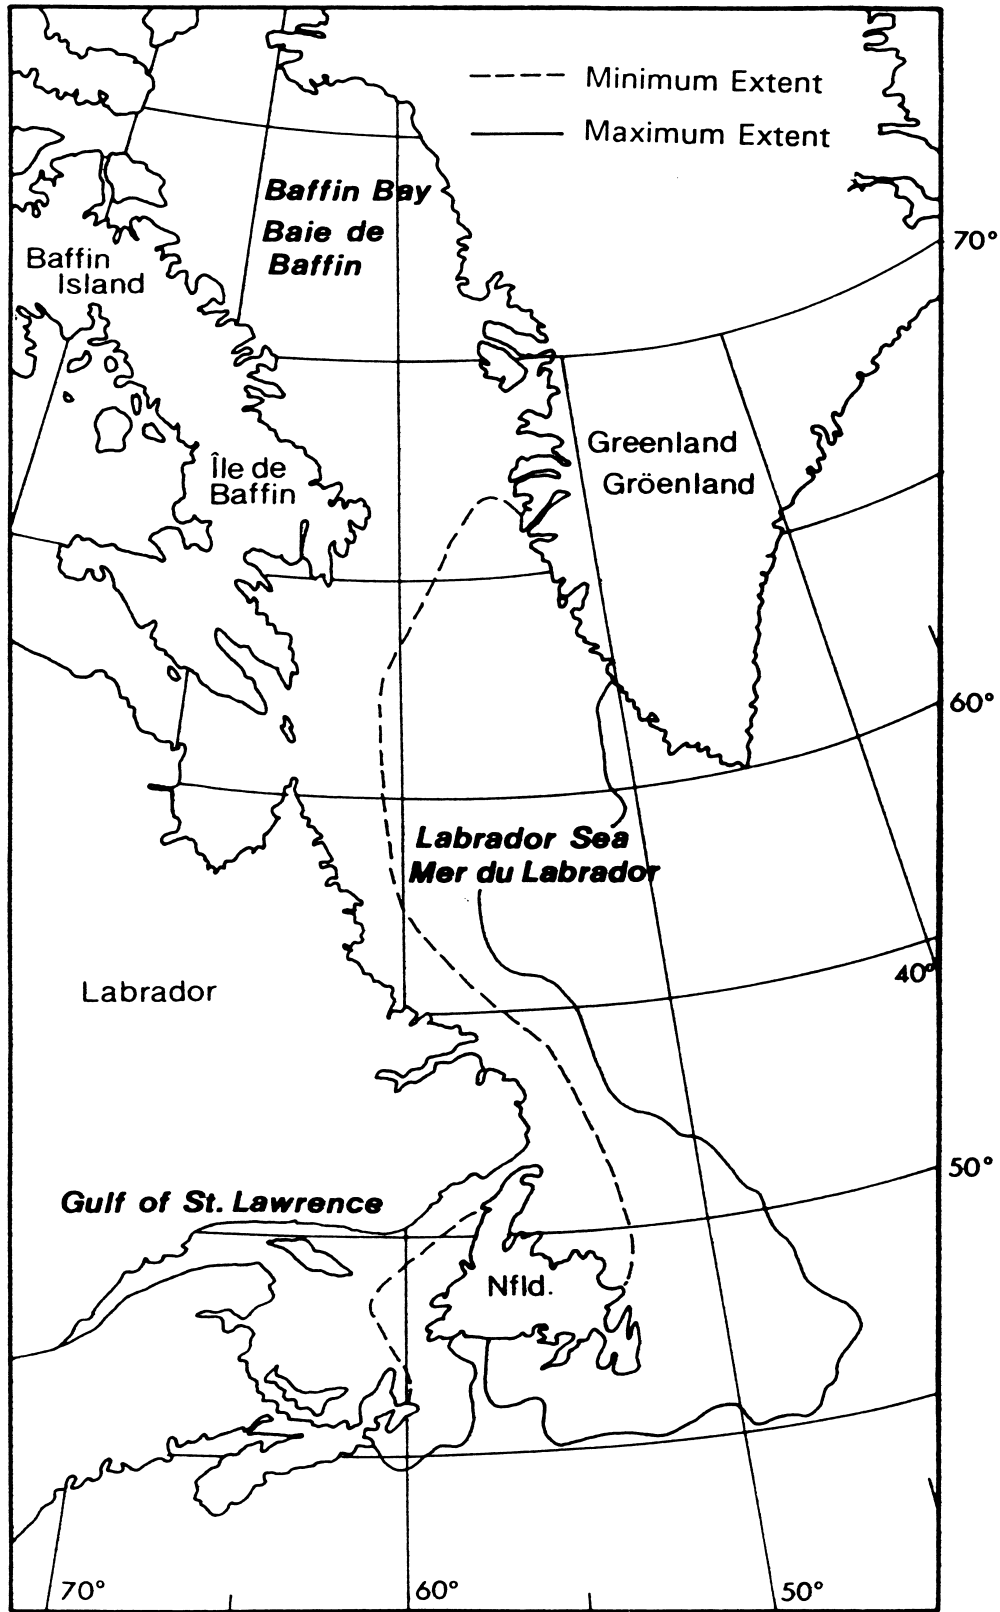 Minimum Extent
Maximum Extent
Baffin Bay
Baie de
Baffin
70°
Baffin
Island
Greenland
Gröenland
Île de
Baffin
60°
Labrador Sea
Mer du Labrador
40°
Labrador
50°
Gulf of St. Lawrence
Nfld.
70°
60°
50°